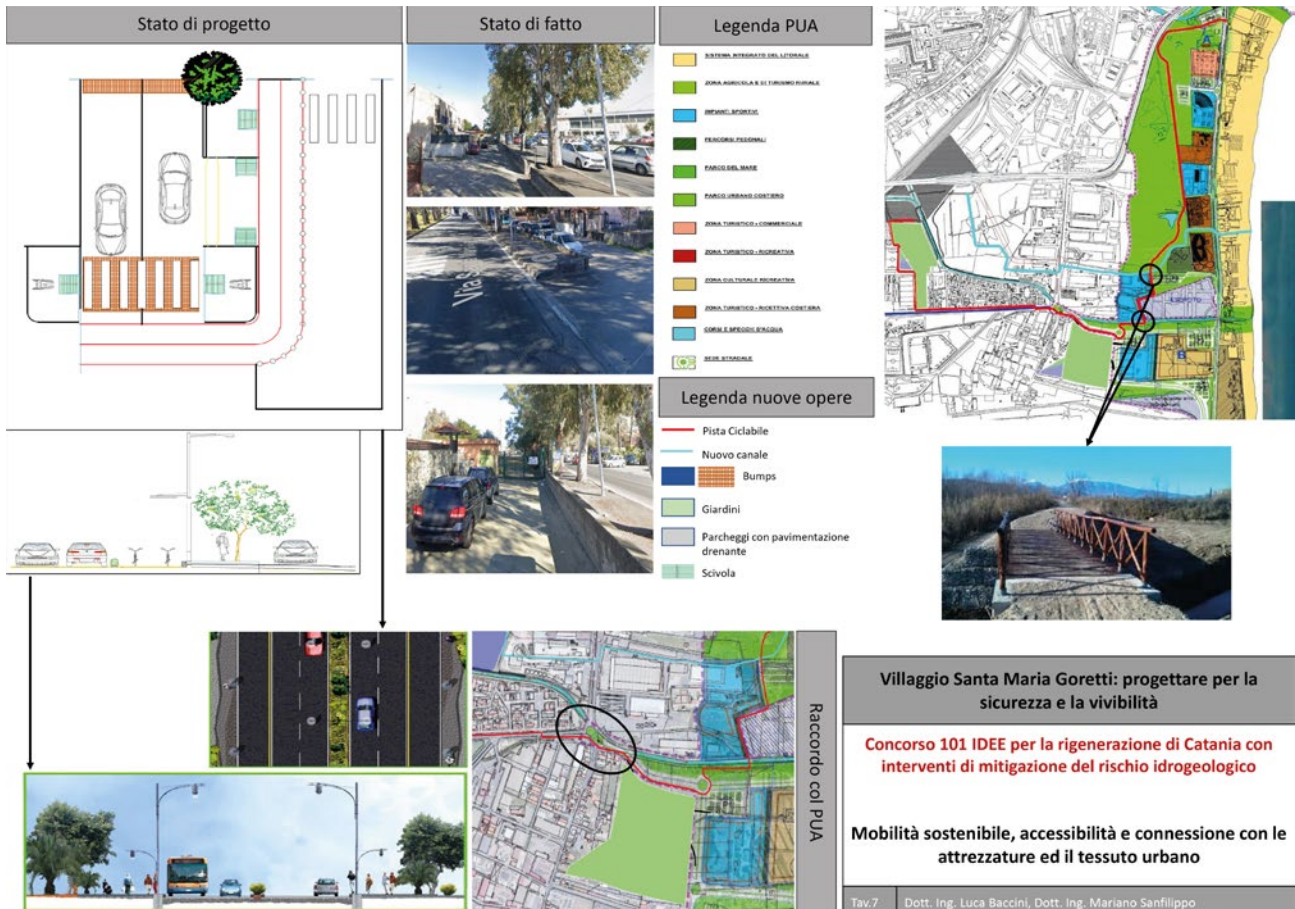 Stato di progetto
Stato di fatto
Via s
Legenda PUA
SISTEMA INTEGRATO DEL LITORALE
ZONA AGRICOLA E DI TURISMO RURALE
IMPIANTI SPORTIVI
PERCORSI PEDONALI
PARCO DEL MARE
PARCO URBANO COSTIERO
ZONA TURISTICO - COMMERCIALE
ZONA TURISTICO - RICREATIVA
ZONA CULTURALE RICREATIVA
ZONA TURISTICO - RICETTIVA COSTIERA
CORSI E SPECCHI D'ACQUA
SEDE STRADALE
Legenda nuove opere
Pista Ciclabile
Nuovo canale
Bumps
Giardini
Parcheggi con pavimentazione
drenante
Scivola
A
B
Raccordo col PUA
Villaggio Santa Maria Goretti: progettare per la
sicurezza e la vivibilità
Concorso 101 IDEE per la rigenerazione di Catania con
interventi di mitigazione del rischio idrogeologico
Mobilità sostenibile, accessibilità e connessione con le
attrezzature ed il tessuto urbano
Tav.7 Dott. Ing. Luca Baccini, Dott. Ing. Mariano Sanfilippo